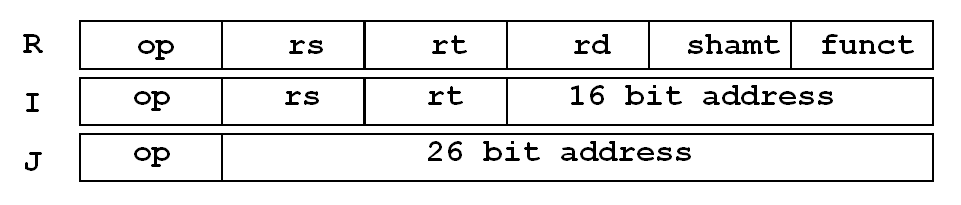 R op rs rt rd shamt funct
I op rs rt 16 bit address
J op 26 bit address